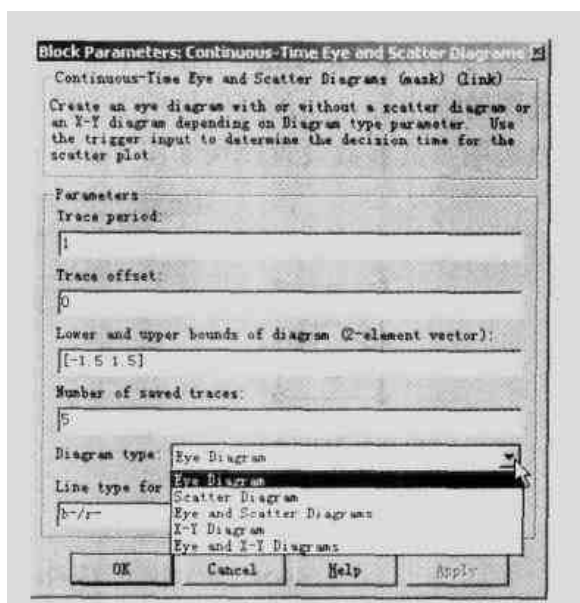 Block Parameters: Continuous-Time Eye and Scatter Diagrams
Continuous-Time Eye and Scatter Diagrams (mask) (link)
Create an eye diagram with or without a scatter diagram or
an X-Y diagram depending on Diagram type parameter. Use
the trigger input to determine the decision time for the
scatter plot.
Parameters
Trace period:
1
Trace offset:
0
Lower and upper bounds of diagram (2-element vector):
[-1.5 1.5]
Number of saved traces:
5
Diagram type: Eye Diagram
Eye Diagram
Line type for
Scatter Diagram
Eye and Scatter Diagrams
b-/r-
X-Y Diagram
Eye and X-Y Diagrams
OK Cancel Help Apply